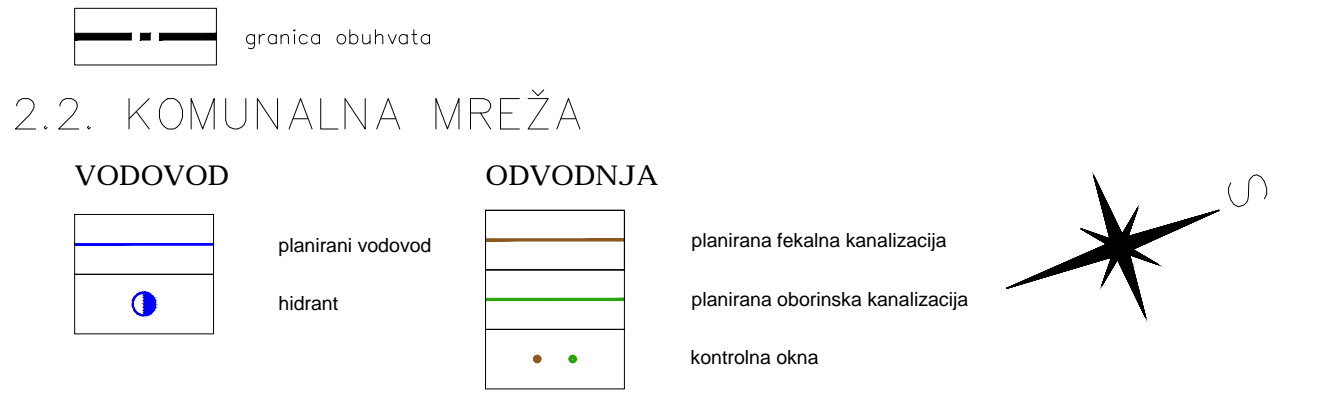 granica obuhvata
2.2. KOMUNALNA MREŽA
VODOVOD
planirani vodovod
hidrant
ODVODNJA
planirana fekalna kanalizacija
planirana oborinska kanalizacija
kontrolna okna
S